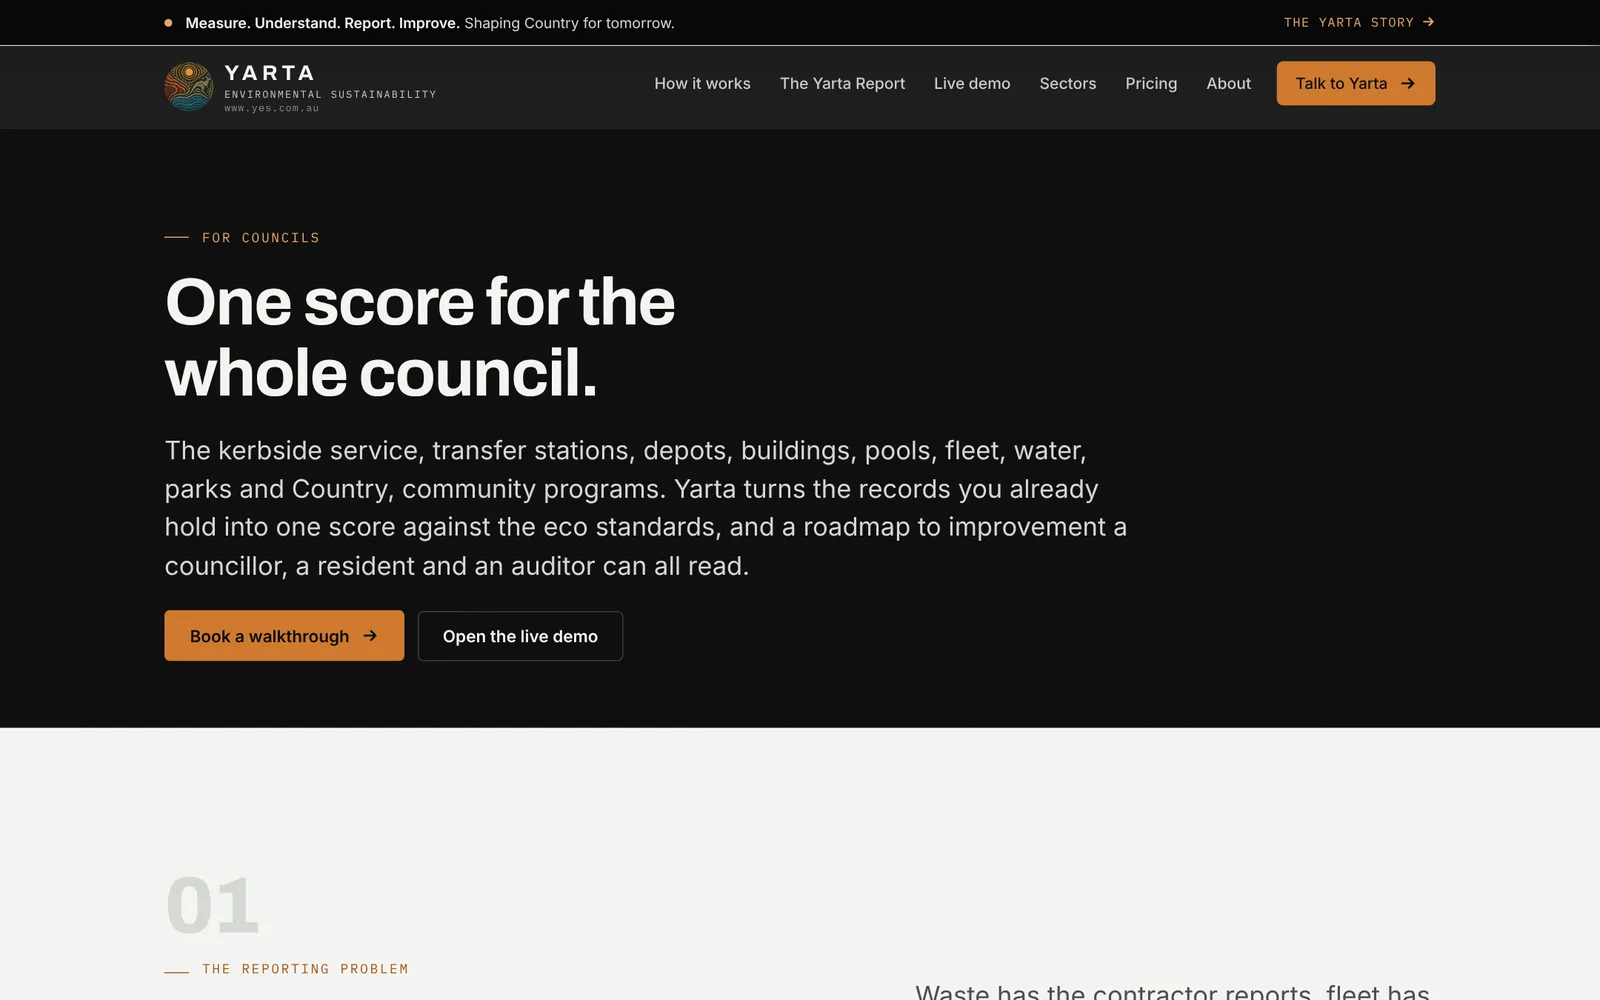 Measure. Understand. Report. Improve. Shaping Country for tomorrow.
THE YARTA STORY →
YARTA
ENVIRONMENTAL SUSTAINABILITY
www.yes.com.au
How it works
The Yarta Report
Live demo
Sectors
Pricing
About
Talk to Yarta →
FOR COUNCILS
One score for the
whole council.
The kerbside service, transfer stations, depots, buildings, pools, fleet, water,
parks and Country, community programs. Yarta turns the records you already
hold into one score against the eco standards, and a roadmap to improvement a
councillor, a resident and an auditor can all read.
Book a walkthrough →
Open the live demo
01
THE REPORTING PROBLEM
Waste has the contractor reports, fleet has